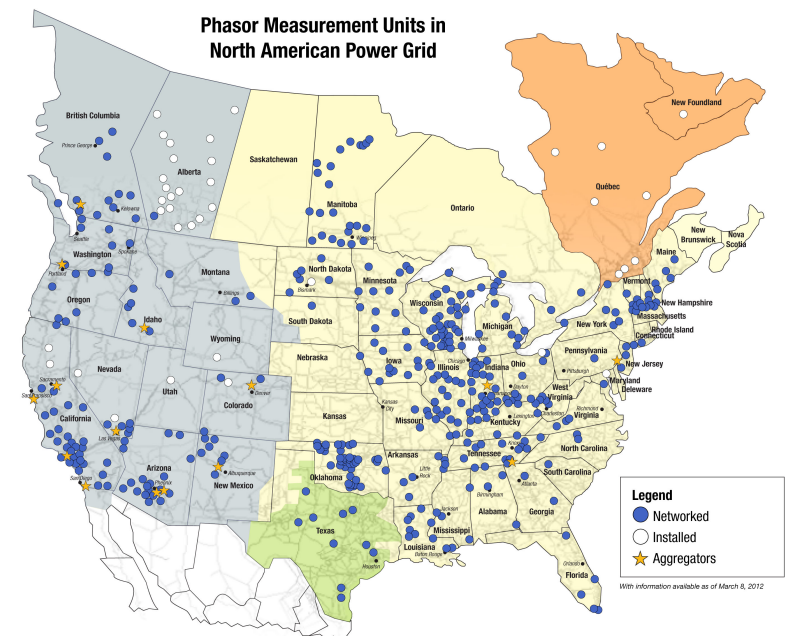 Phasor Measurement Units in
North American Power Grid
British Columbia
New Foundland
Prince George
Saskatchewan
Alberta
Québec
Manitoba
Ontario
Kelowna
New
Brunswick
Nova
Scotia
Winnipeg
Seattle
Spokane
Washington
Maine
Portland
Montana
North Dakota
Minnesota
Vermont
Bismark
Billings
Oregon
Wisconsin
New Hampshire
Idaho
South Dakota
Michigan
New York
Massachusetts
Rhode Island
Connecticut
Wyoming
Milwaukee
Nebraska
Iowa
Chicago
Pennsylvania
Nevada
Illinois
Indiana
Ohio
New Jersey
Pittsburgh
Sacramento
Utah
Denver
Dayton
Maryland
Deleware
San Francisco
Colorado
West
Virginia
Kansas
City
California
Kansas
Missouri
Lexington
Charleston
Richmond
Virginia
Kentucky
Las Vegas
Knoxville
North Carolina
Arizona
Albuquerque
Arkansas
Tennessee
Little
Rock
South Carolina
San Diego
Phoenix
New Mexico
Oklahoma
Atlanta
Birmingham
Jackson
Alabama
Georgia
Texas
Mississippi
Louisiana
Baton Rouge
Houston
Orlando
Florida
Legend
Networked
Installed
Aggregators
With information available as of March 8, 2012